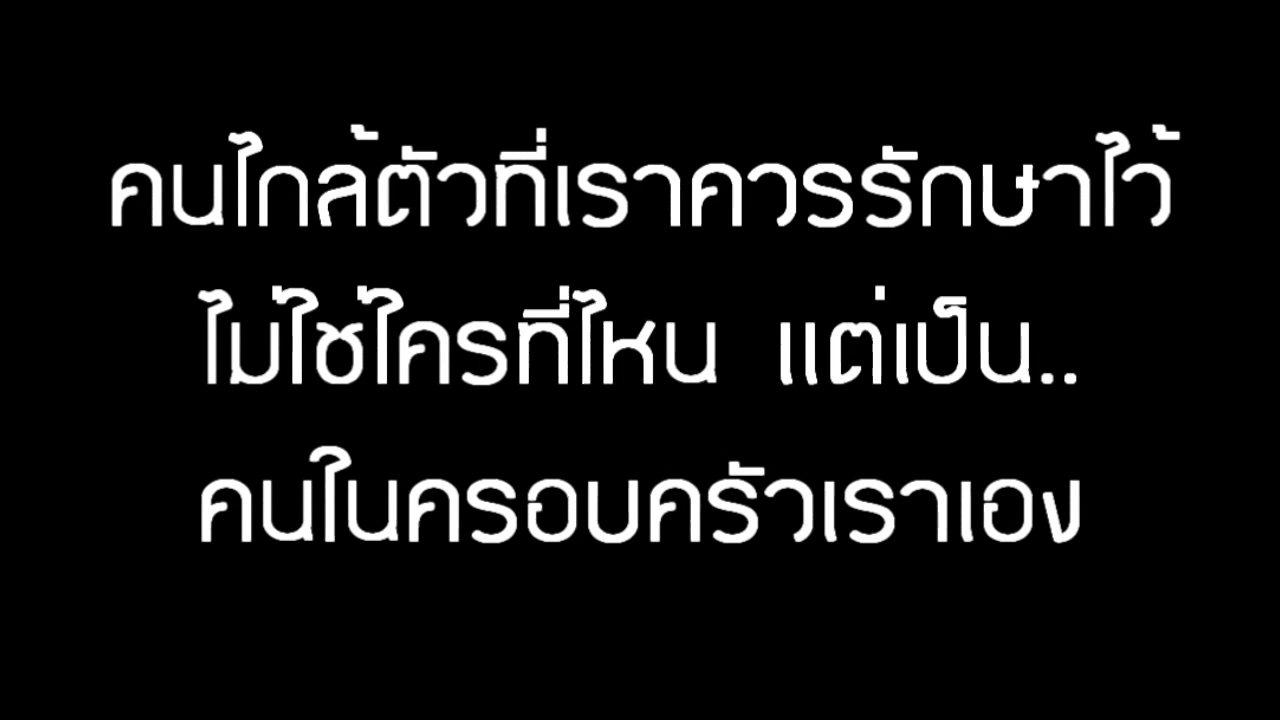 คนใกล้ตัวที่เราควรรักษาไว้
ไม่ใช่ใครที่ไหน แต่เป็น..
คนในครอบครัวเราเอง